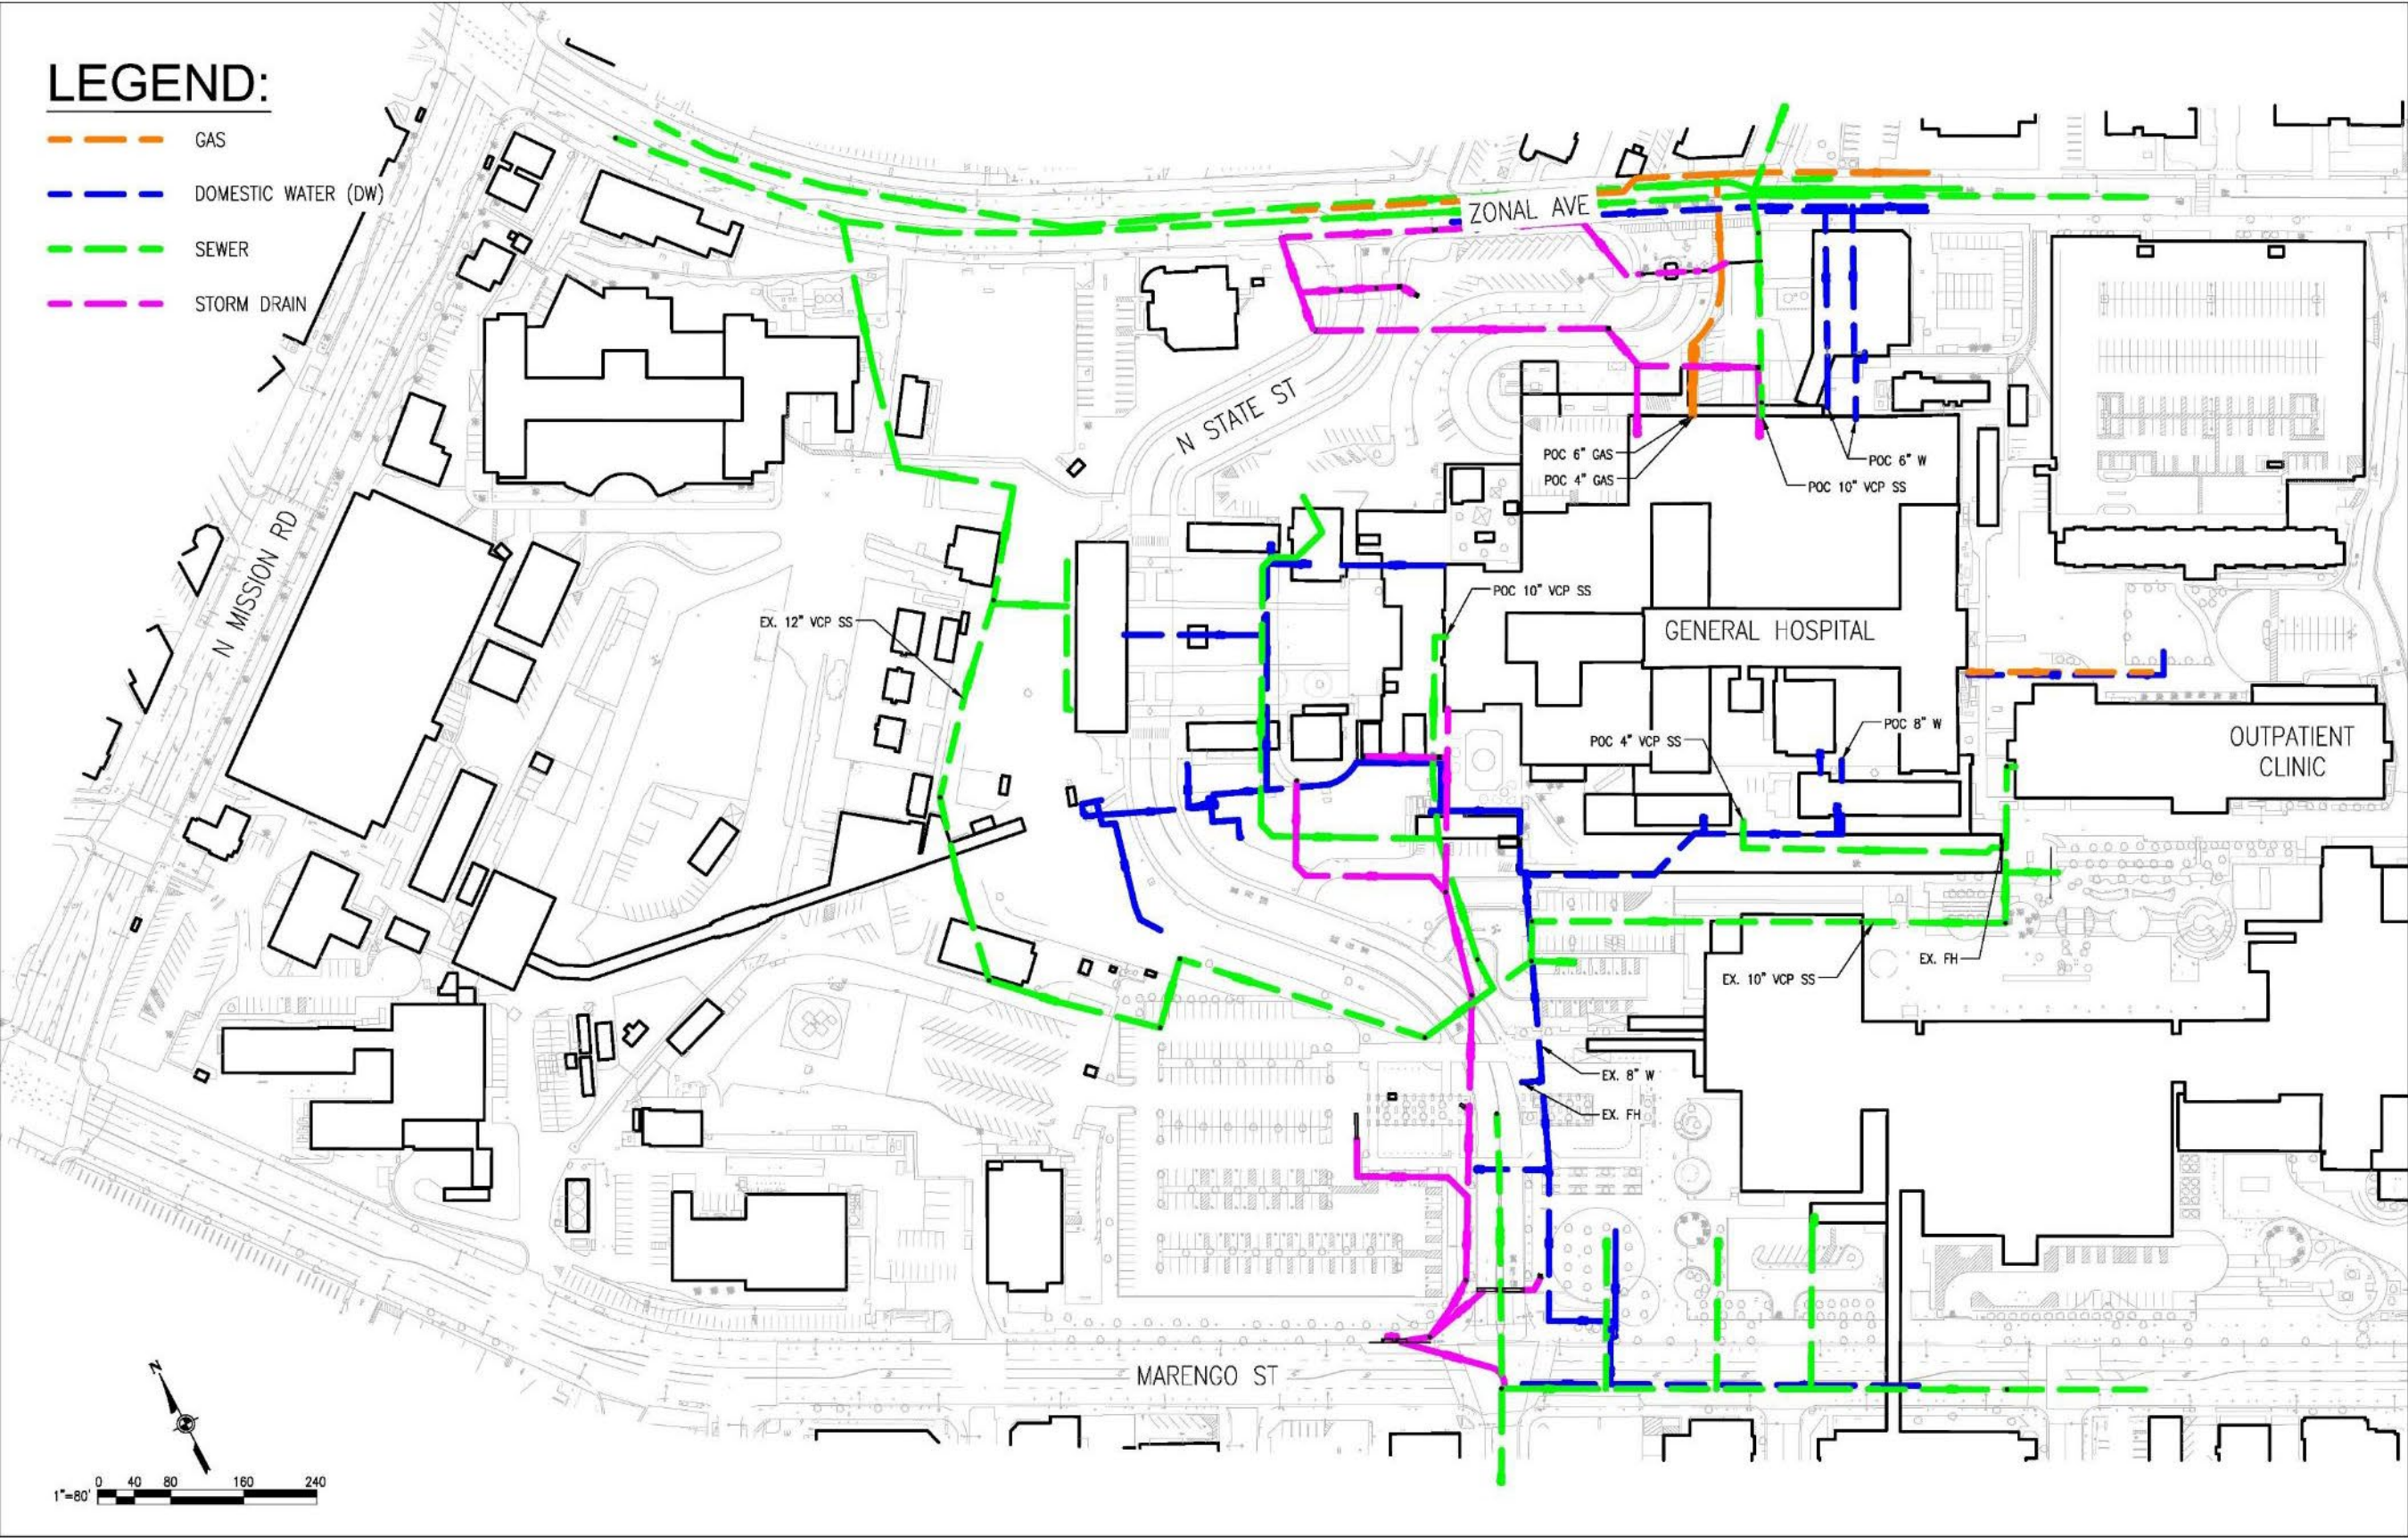 LEGEND:
GAS
DOMESTIC WATER (DW)
SEWER
STORM DRAIN
ZONAL AVE
N STATE ST
N MISSION RD
POC 6" GAS
POC 4" GAS
POC 6" W
POC 10" VCP SS
POC 10" VCP SS
EX. 12" VCP SS
GENERAL HOSPITAL
POC 4" VCP SS
POC 8" W
OUTPATIENT
CLINIC
EX. 10" VCP SS
EX. FH
EX. 8" W
EX. FH
MARENGO ST
N
1"=80'
0 40 80 160 240